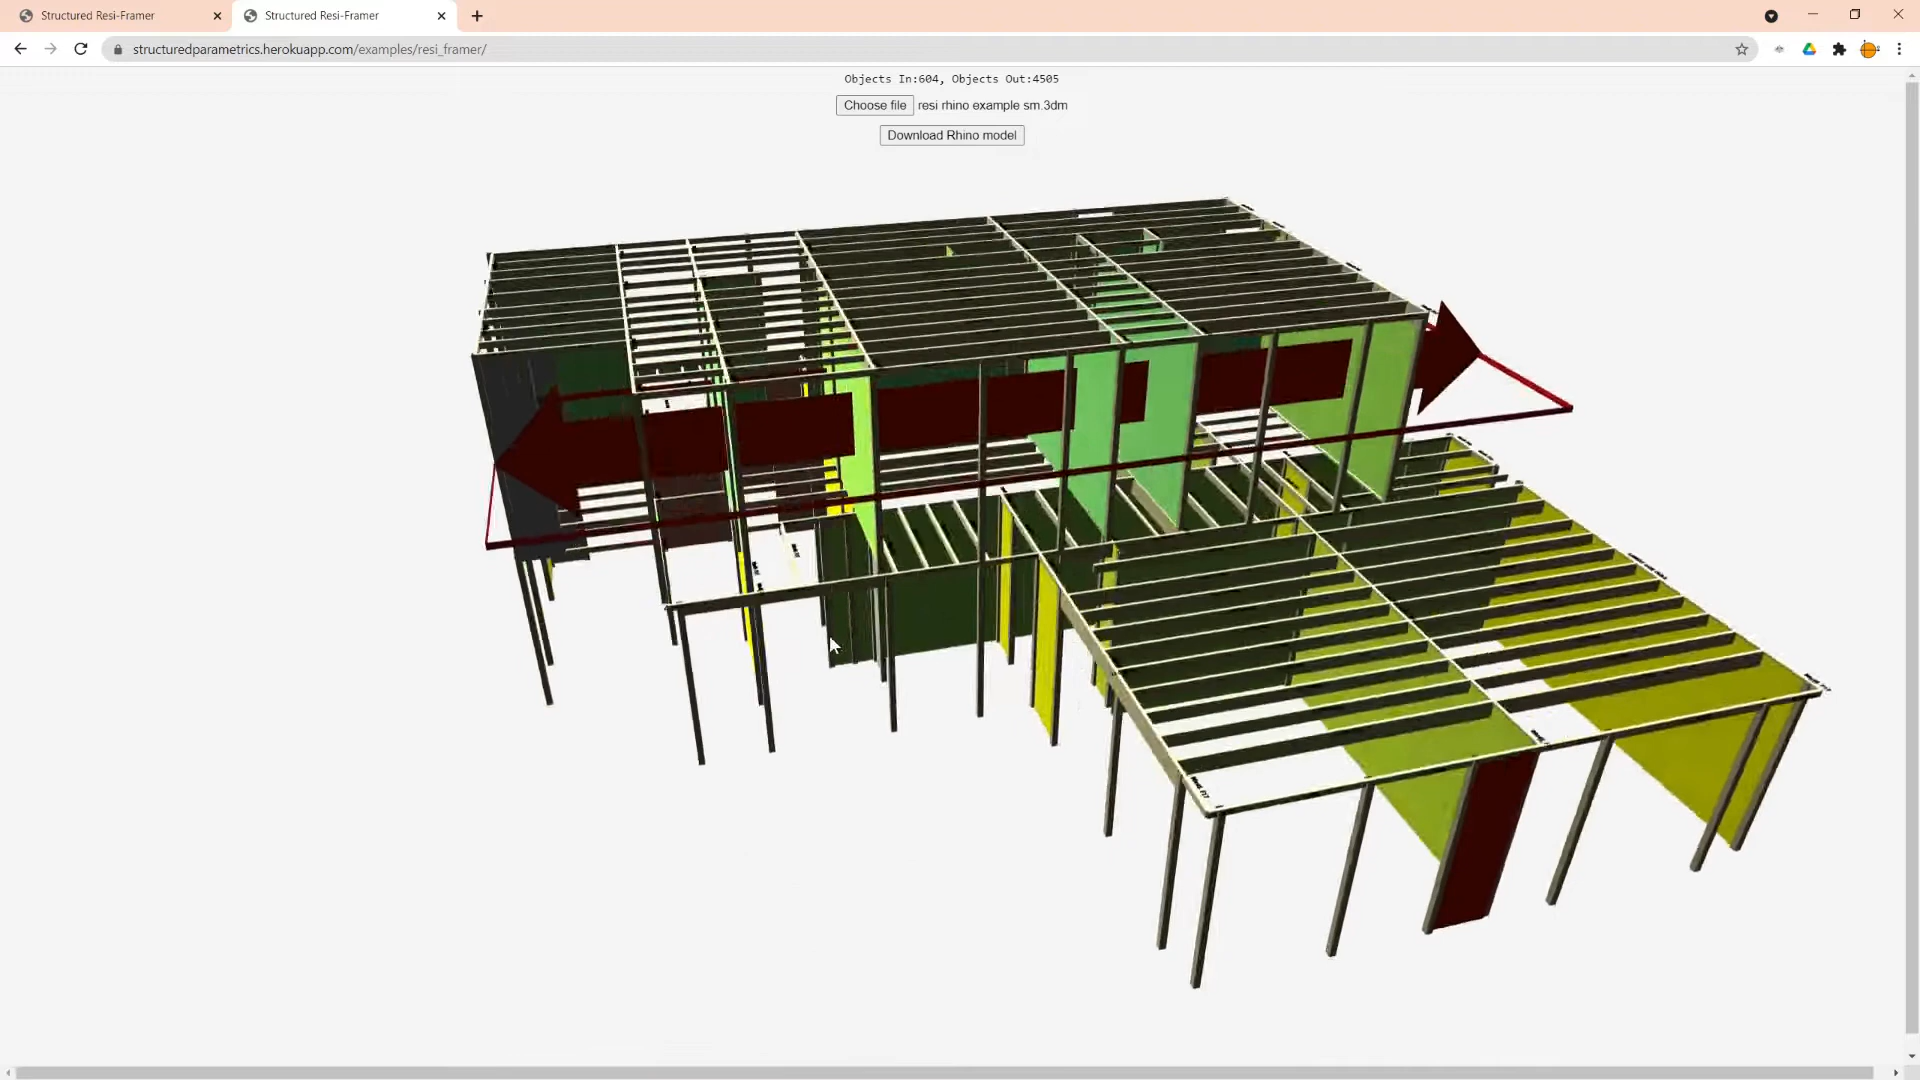 Structured Resi-Framer
Structured Resi-Framer
structuredparametrics.herokuapp.com/examples/resi_framer/
Objects In:604, Objects Out:4505
Choose file resi rhino example sm.3dm
Download Rhino model